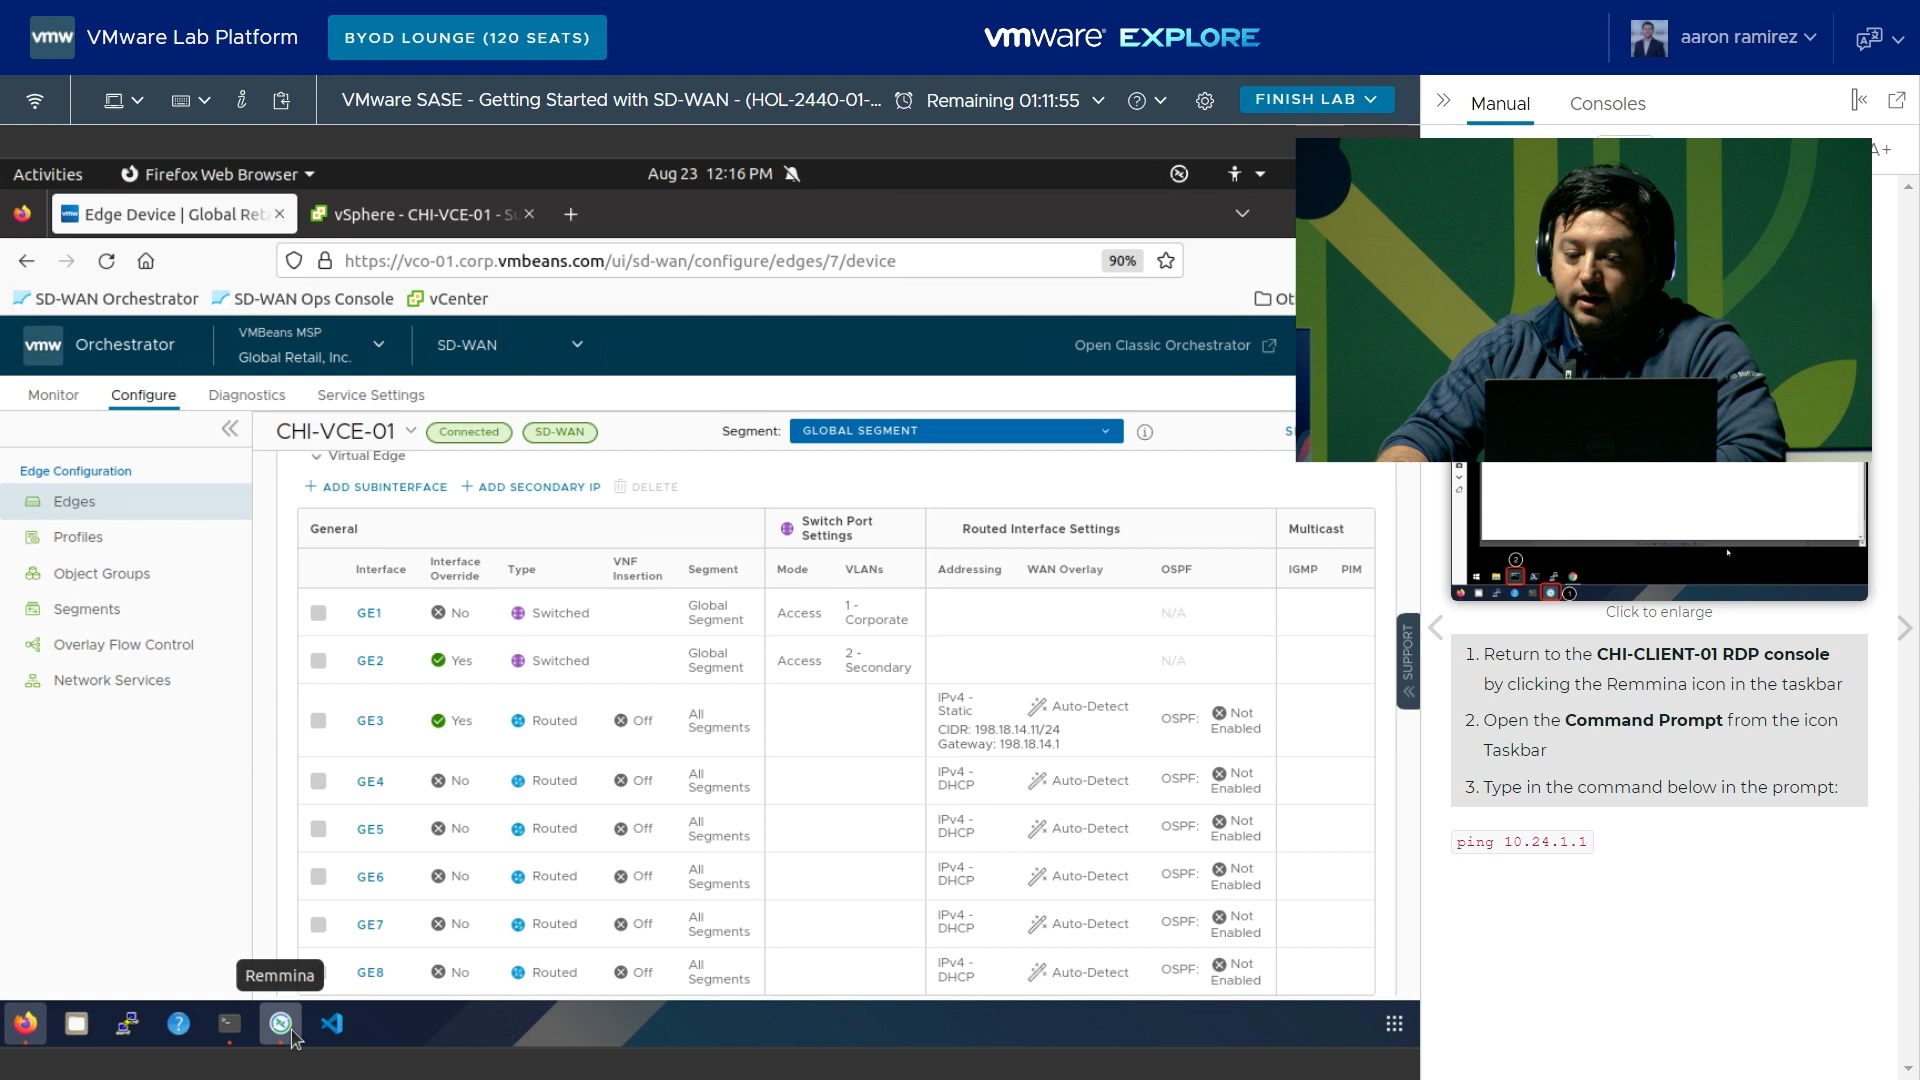 vmw VMware Lab Platform BYOD LOUNGE (120 SEATS) vmware EXPLORE aaron ramirez
VMware SASE - Getting Started with SD-WAN - (HOL-2440-01-... Remaining 01:11:55 FINISH LAB
Manual Consoles
A+
Activities Firefox Web Browser Aug 23 12:16 PM
Edge Device | Global Reta vSphere - CHI-VCE-01 - Su
https://vco-01.corp.vmbeans.com/ui/sd-wan/configure/edges/7/device 90%
SD-WAN Orchestrator SD-WAN Ops Console vCenter
vmw Orchestrator VMBeans MSP
Global Retail, Inc. SD-WAN Open Classic Orchestrator
Monitor Configure Diagnostics Service Settings
CHI-VCE-01 Connected SD-WAN Segment: GLOBAL SEGMENT
Edge Configuration
Edges
Profiles
Object Groups
Segments
Overlay Flow Control
Network Services
Virtual Edge
ADD SUBINTERFACE ADD SECONDARY IP DELETE
General Switch Port Settings Routed Interface Settings Multicast
Interface Interface Override Type VNF Insertion Segment Mode VLANs Addressing WAN Overlay OSPF IGMP PIM
GE1 No Switched Global Segment Access 1 - Corporate N/A
GE2 Yes Switched Global Segment Access 2 - Secondary N/A
GE3 Yes Routed Off All Segments IPv4 - Static CIDR: 198.18.14.11/24 Gateway: 198.18.14.1 Auto-Detect OSPF: Not Enabled
GE4 No Routed Off All Segments IPv4 - DHCP Auto-Detect OSPF: Not Enabled
GE5 No Routed Off All Segments IPv4 - DHCP Auto-Detect OSPF: Not Enabled
GE6 No Routed Off All Segments IPv4 - DHCP Auto-Detect OSPF: Not Enabled
GE7 No Routed Off All Segments IPv4 - DHCP Auto-Detect OSPF: Not Enabled
GE8 No Routed Off All Segments IPv4 - DHCP Auto-Detect OSPF: Not Enabled
Remmina
SUPPORT
2
1
Click to enlarge
1. Return to the CHI-CLIENT-01 RDP console
by clicking the Remmina icon in the taskbar
2. Open the Command Prompt from the icon
Taskbar
3. Type in the command below in the prompt:
ping 10.24.1.1